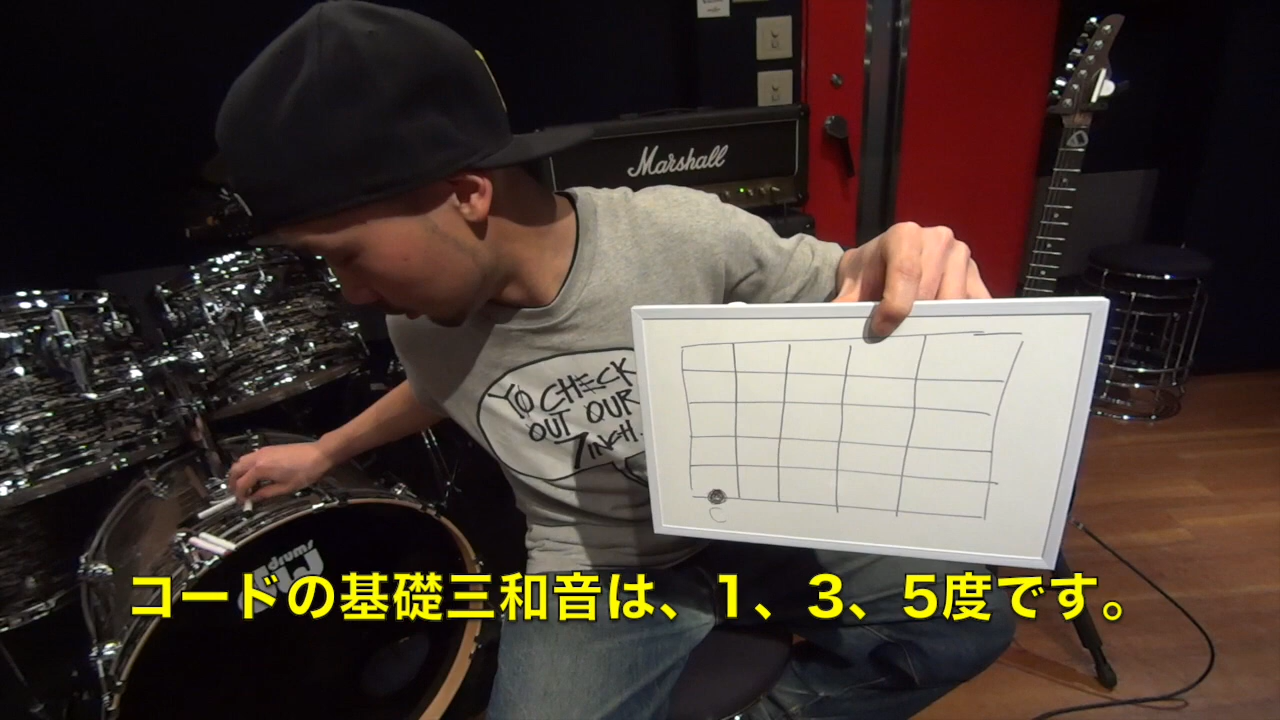 Marshall
YO CHECK
OUT OUR
7INCH.
C
drums
コードの基礎三和音は、1、3、5度です。